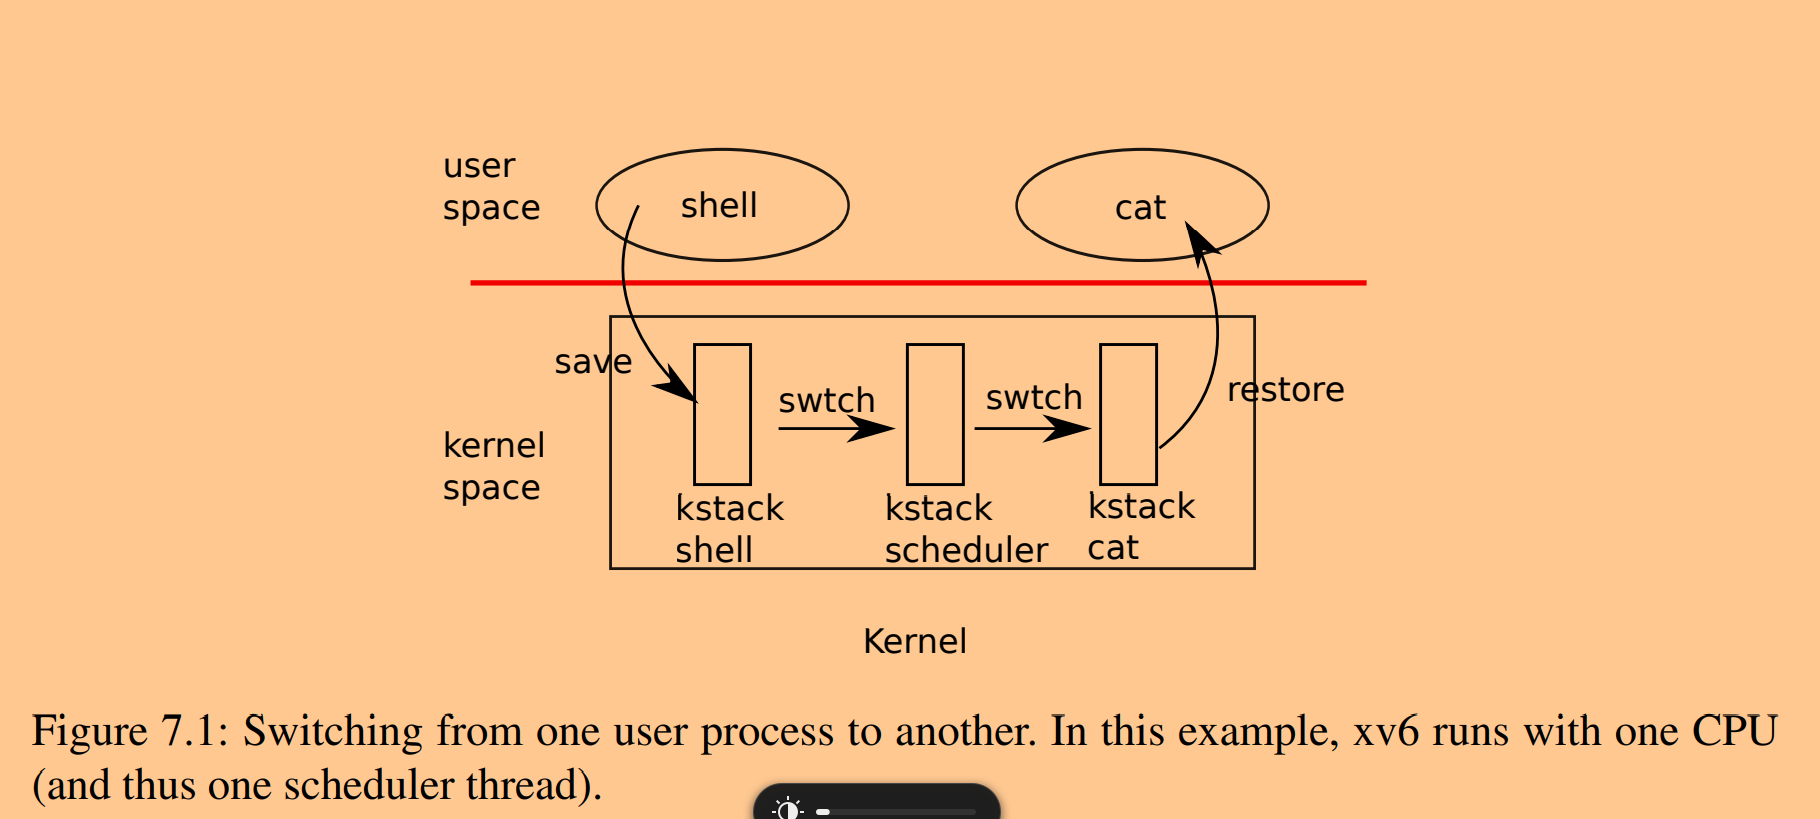 user
space
shell
cat
save
swtch
swtch
restore
kernel
space
kstack
shell
kstack
scheduler
kstack
cat
Kernel
Figure 7.1: Switching from one user process to another. In this example, xv6 runs with one CPU
(and thus one scheduler thread).